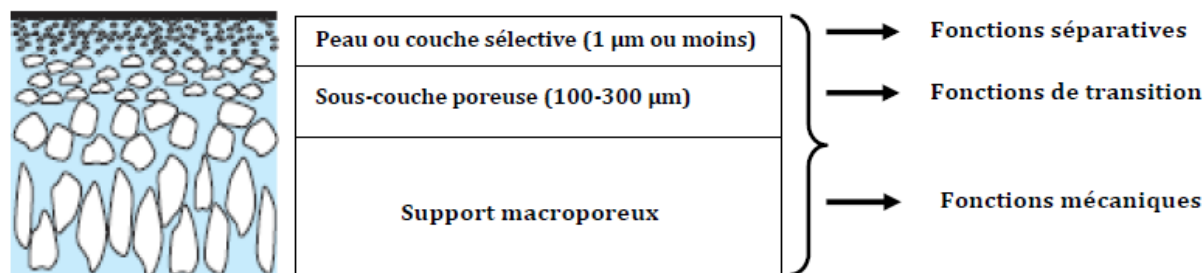 Peau ou couche sélective (1 µm ou moins)
Fonctions séparatives
Sous-couche poreuse (100-300 µm)
Fonctions de transition
Support macroporeux
Fonctions mécaniques